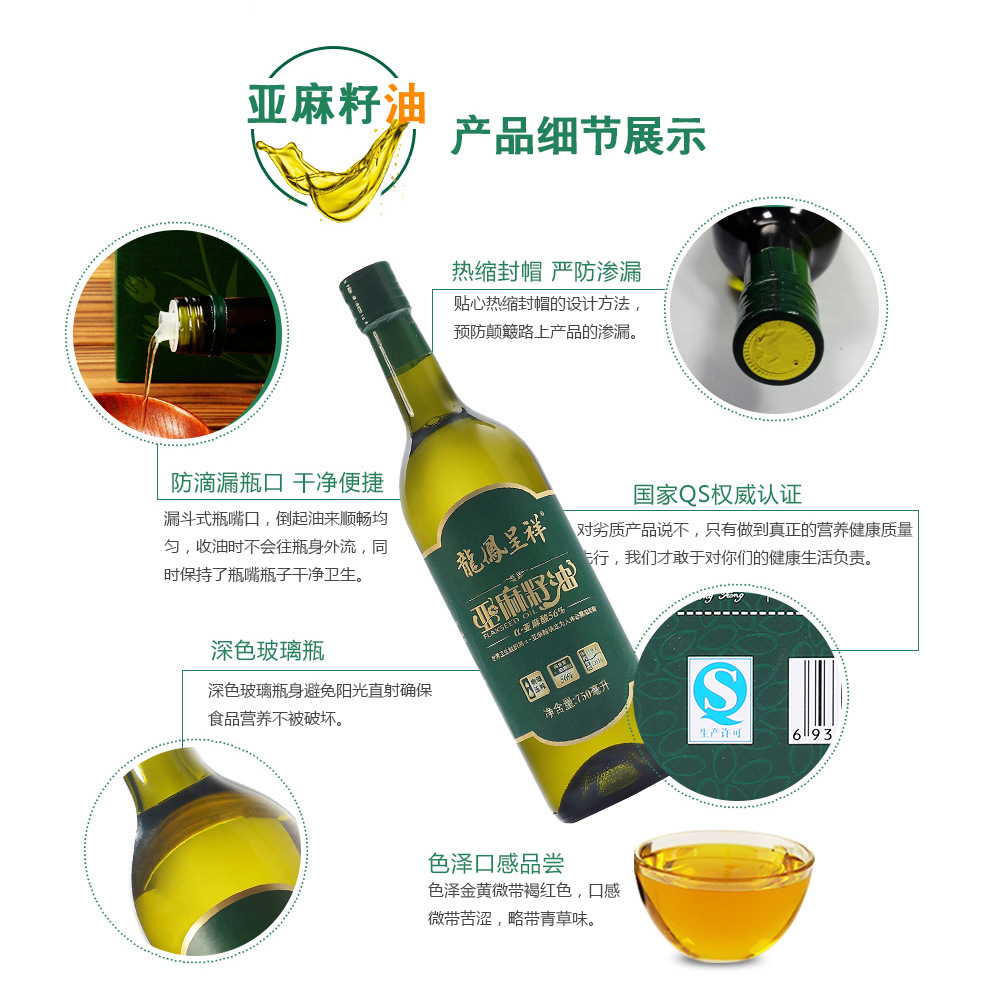 亚麻籽油
产品细节展示
热缩封帽 严防渗漏
贴心热缩封帽的设计方法，
预防颠簸路上产品的渗漏。
防滴漏瓶口 干净便捷
漏斗式瓶嘴口，倒起油来顺畅均
匀，收油时不会往瓶身外流，同
时保持了瓶嘴瓶子干净卫生。
国家QS权威认证
对劣质产品说不，只有做到真正的营养健康质量
先行，我们才敢于对你们的健康生活负责。
龍鳳呈祥
亚麻籽油
FLAXSEED OIL
α-亚麻酸56%
56%
净含量:750毫升
深色玻璃瓶
深色玻璃瓶身避免阳光直射确保
食品营养不被破坏。
QS
生产许可
693
色泽口感品尝
色泽金黄微带褐红色，口感
微带苦涩，略带青草味。